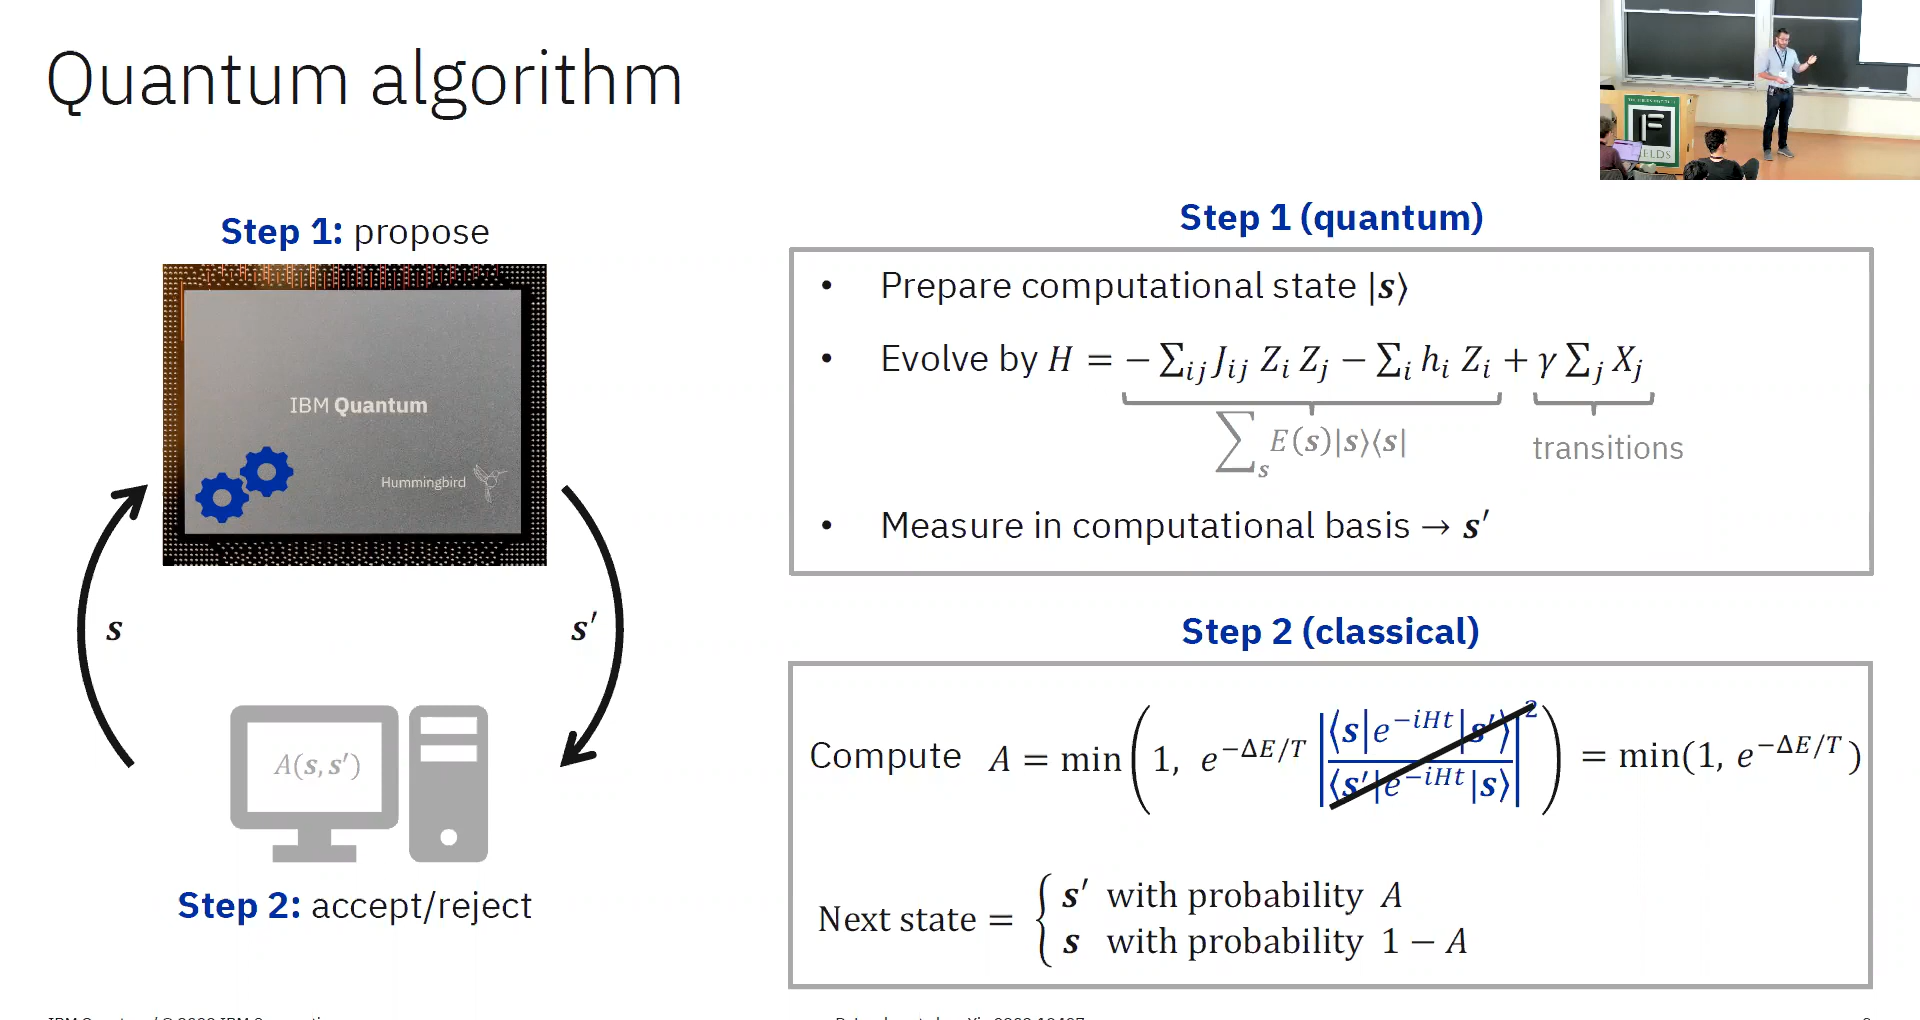 Quantum algorithm
Step 1: propose
IBM Quantum
Hummingbird
s
s′
A(s, s′)
Step 2: accept/reject
Step 1 (quantum)
• Prepare computational state |s⟩
• Evolve by H = − ∑ij Jij Zi Zj − ∑i hi Zi + γ ∑j Xj
∑s E(s)|s⟩⟨s|
transitions
• Measure in computational basis → s′
Step 2 (classical)
Compute A = min(1, e^−ΔE/T |⟨s|e^−iHt|s′⟩ / ⟨s′|e^−iHt|s⟩|^2) = min(1, e^−ΔE/T)
Next state = { s′ with probability A
s with probability 1 − A